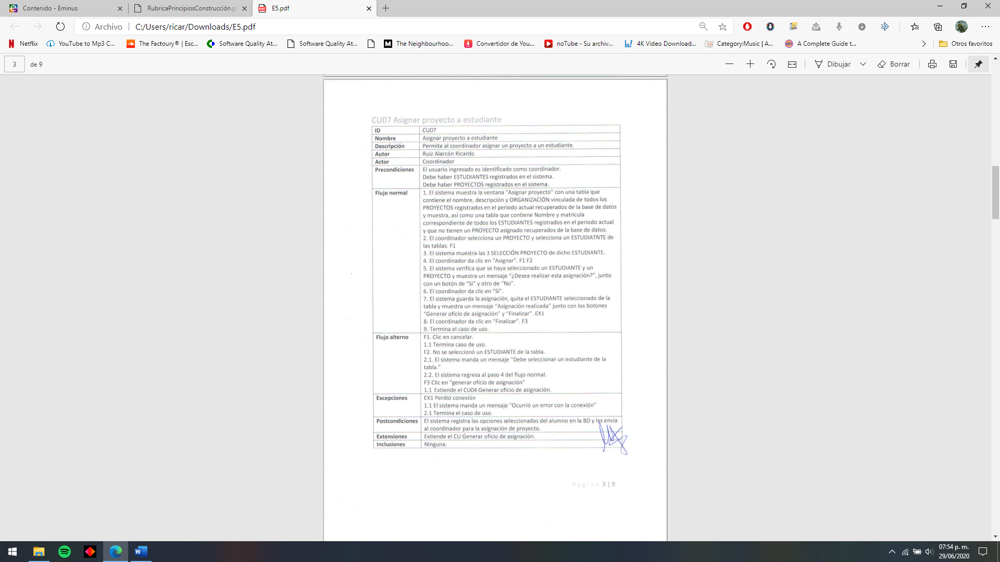 Contenido - Eminus
RubricaPrincipiosConstrucción.p
E5.pdf
Archivo
C:/Users/ricar/Downloads/E5.pdf
Netflix
YouTube to Mp3 C...
The Factoury® | Esc...
Software Quality At...
Software Quality At...
The Neighbourhoo...
Convertidor de You...
noTube - Su archiv...
4K Video Download...
Category:Music | A...
A Complete Guide t...
Otros favoritos
3 de 9
Dibujar
Borrar
CU07 Asignar proyecto a estudiante
ID CU07
Nombre Asignar proyecto a estudiante
Descripción Permite al coordinador asignar un proyecto a un estudiante.
Autor Ruíz Alarcón Ricardo
Actor Coordinador
Precondiciones El usuario ingresado es identificado como coordinador.
Debe haber ESTUDIANTES registrados en el sistema.
Debe haber PROYECTOS registrados en el sistema.
Flujo normal 1. El sistema muestra la ventana “Asignar proyecto” con una tabla que
contiene el nombre, descripción y ORGANIZACIÓN vinculada de todos los
PROYECTOS registrados en el periodo actual recuperados de la base de datos
y muestra, así como una tabla que contiene Nombre y matrícula
correspondiente de todos los ESTUDIANTES registrados en el periodo actual
y que no tienen un PROYECTO asignado recuperados de la base de datos.
2. El coordinador selecciona un PROYECTO y selecciona un ESTUDIATNTE de
las tablas. F1
3. El sistema muestra las 3 SELECCIÓN PROYECTO de dicho ESTUDIANTE.
4. El coordinador da clic en “Asignar”. F1 F2
5. El sistema verifica que se haya seleccionado un ESTUDIANTE y un
PROYECTO y muestra un mensaje “¿Desea realizar esta asignación?”, junto
con un botón de “Sí” y otro de “No”.
6. El coordinador da clic en “Sí”.
7. El sistema guarda la asignación, quita el ESTUDIANTE seleccionado de la
tabla y muestra un mensaje “Asignación realizada” junto con los botones
“Generar oficio de asignación” y “Finalizar”. EX1
8. El coordinador da clic en “Finalizar”. F3
9. Termina el caso de uso.
Flujo alterno F1. Clic en cancelar.
1.1 Termina caso de uso.
F2. No se seleccionó un ESTUDIANTE de la tabla.
2.1. El sistema manda un mensaje “Debe seleccionar un estudiante de la
tabla.”
2.2. El sistema regresa al paso 4 del flujo normal.
F3 Clic en “generar oficio de asignación”
1.1 Extiende el CU04 Generar oficio de asignación.
Excepciones EX1 Perdió conexión
1.1 El sistema manda un mensaje “Ocurrió un error con la conexión”
2.1 Termina el caso de uso.
Postcondiciones El sistema registra las opciones seleccionadas del alumno en la BD y las envía
al coordinador para la asignación de proyecto.
Extensiones Extiende el CU Generar oficio de asignación.
Inclusiones Ninguna.
Página 3 | 9
07:54 p. m.
29/06/2020